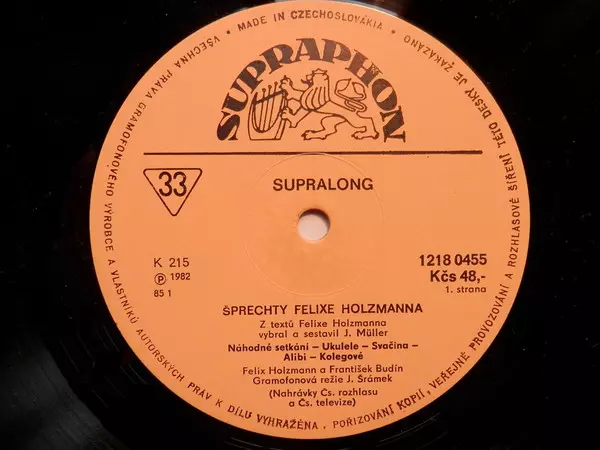 MADE IN CZECHOSLOVAKIA
SUPRAPHON
33
SUPRALONG
K 215
Ⓟ 1982
85 1
1218 0455
Kčs 48,-
1. strana
ŠPRECHTY FELIXE HOLZMANNA
Z textů Felixe Holzmanna
vybral a sestavil J. Müller
Náhodné setkání – Ukulele – Svačina –
Alibi – Kolegové
Felix Holzmann a František Budín
Gramofonová režie J. Šrámek
(Nahrávky Čs. rozhlasu
a Čs. televize)
VŠECHNA PRÁVA GRAMOFONOVÉHO VÝROBCE A VLASTNÍKŮ AUTORSKÝCH PRÁV K DÍLU VYHRAŽENA. POŘIZOVÁNÍ KOPIÍ, VEŘEJNÉ PROVOZOVÁNÍ A ROZHLASOVÉ ŠÍŘENÍ TÉTO DESKY JE ZAKÁZÁNO